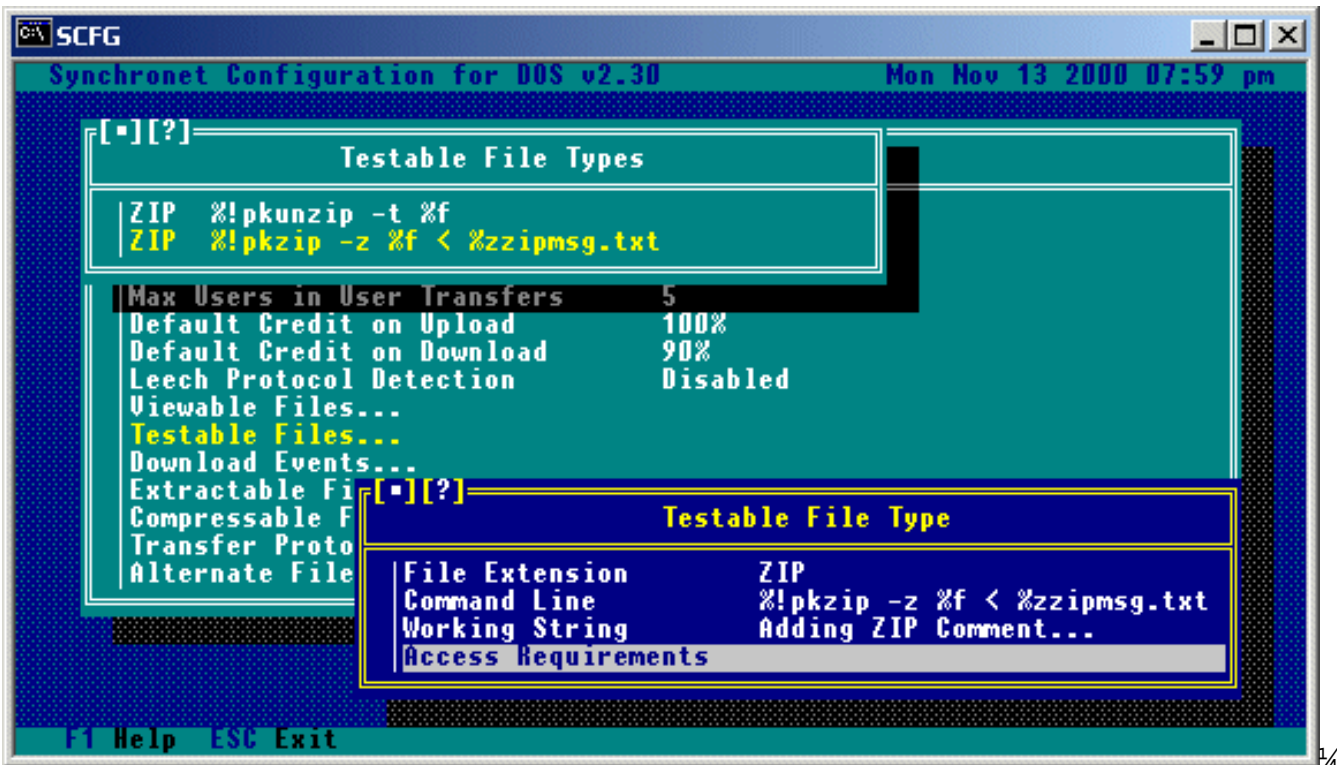 SCFG
Synchronet Configuration for DOS v2.30 Mon Nov 13 2000 07:59 pm
[▪][?]
Testable File Types
ZIP %!pkunzip -t %f
ZIP %!pkzip -z %f < %zzipmsg.txt
Max Users in User Transfers 5
Default Credit on Upload 100%
Default Credit on Download 90%
Leech Protocol Detection Disabled
Viewable Files...
Testable Files...
Download Events...
Extractable Fi
Compressable F
Transfer Proto
Alternate File
[▪][?]
Testable File Type
File Extension ZIP
Command Line %!pkzip -z %f < %zzipmsg.txt
Working String Adding ZIP Comment...
Access Requirements
F1 Help ESC Exit